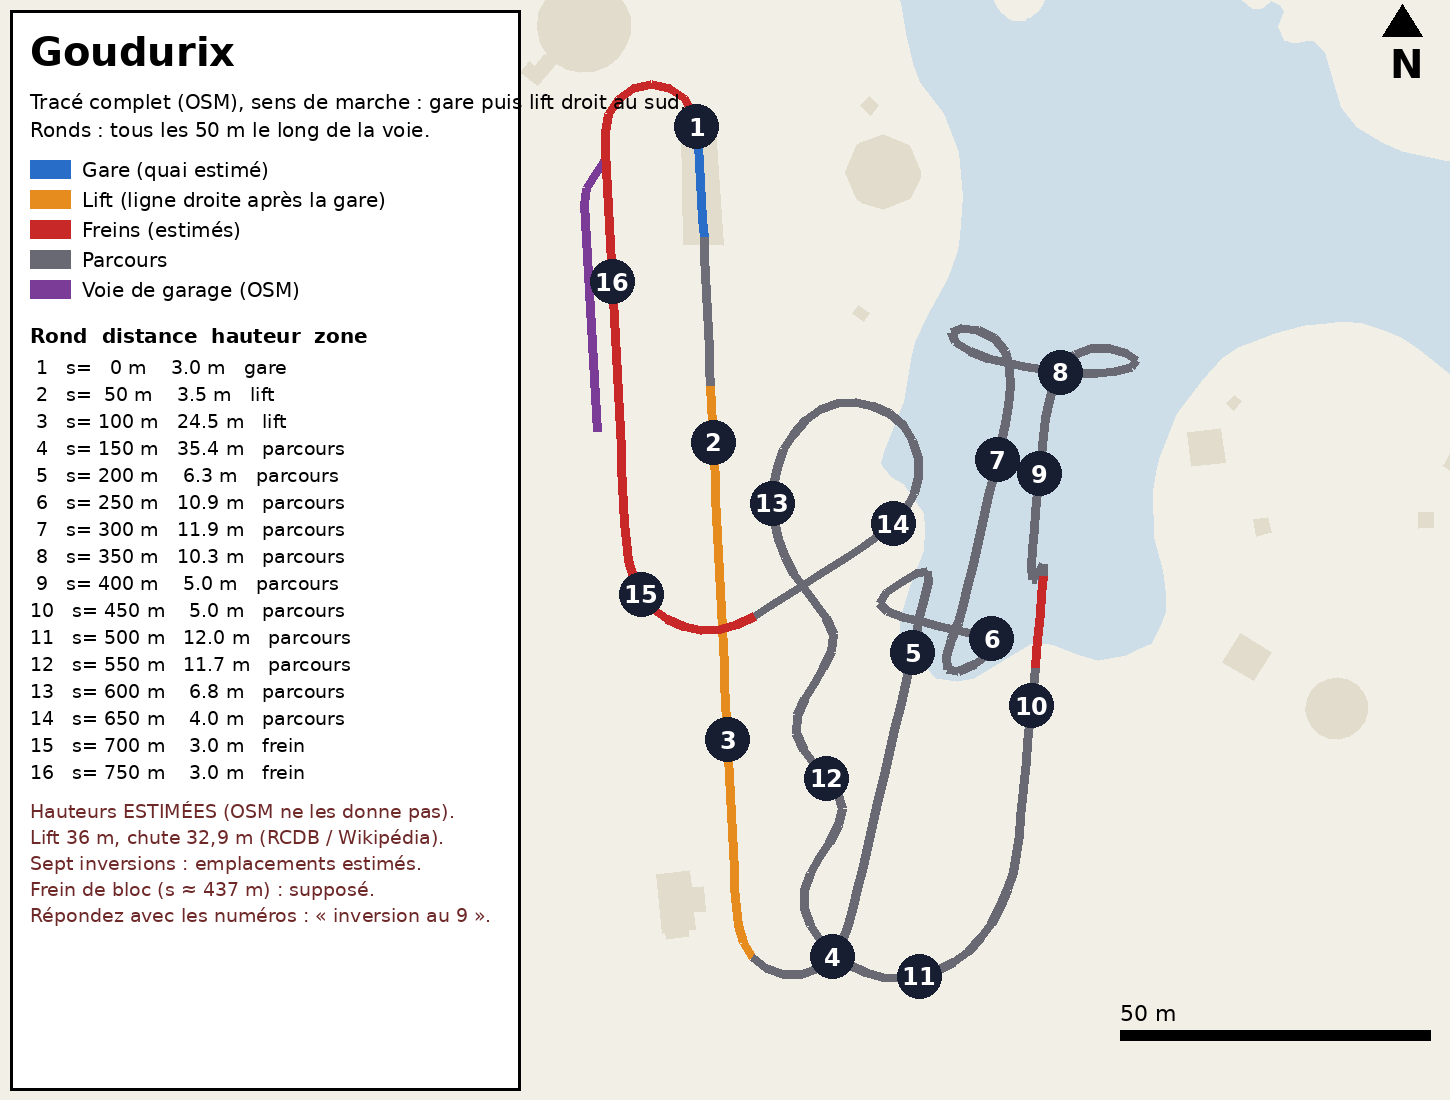 Goudurix
Tracé complet (OSM), sens de marche : gare puis lift droit au sud.
Ronds : tous les 50 m le long de la voie.
Gare (quai estimé)
Lift (ligne droite après la gare)
Freins (estimés)
Parcours
Voie de garage (OSM)
Rond distance hauteur zone
1 s= 0 m 3.0 m gare
2 s= 50 m 3.5 m lift
3 s= 100 m 24.5 m lift
4 s= 150 m 35.4 m parcours
5 s= 200 m 6.3 m parcours
6 s= 250 m 10.9 m parcours
7 s= 300 m 11.9 m parcours
8 s= 350 m 10.3 m parcours
9 s= 400 m 5.0 m parcours
10 s= 450 m 5.0 m parcours
11 s= 500 m 12.0 m parcours
12 s= 550 m 11.7 m parcours
13 s= 600 m 6.8 m parcours
14 s= 650 m 4.0 m parcours
15 s= 700 m 3.0 m frein
16 s= 750 m 3.0 m frein
Hauteurs ESTIMÉES (OSM ne les donne pas).
Lift 36 m, chute 32,9 m (RCDB / Wikipédia).
Sept inversions : emplacements estimés.
Frein de bloc (s ≈ 437 m) : supposé.
Répondez avec les numéros : « inversion au 9 ».
N
1
16
8
2
7
9
13
14
15
6
5
10
3
12
4
11
50 m